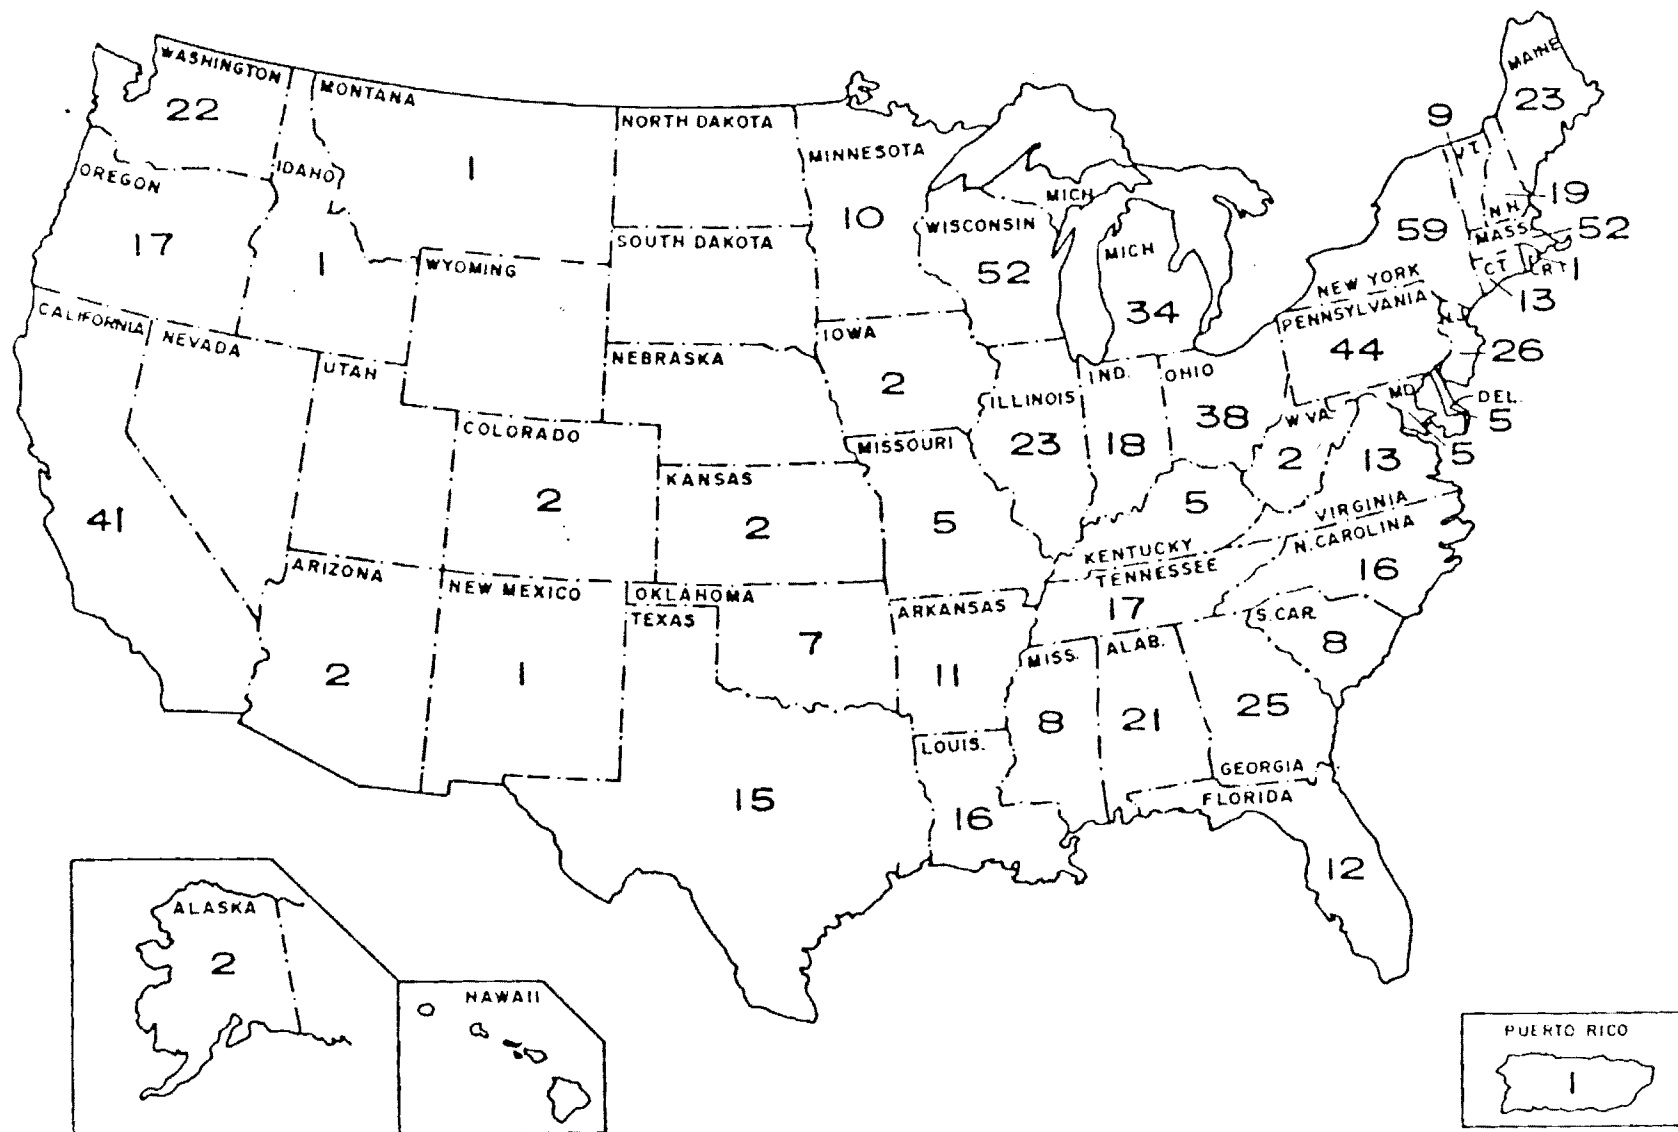 WASHINGTON
22
MONTANA
1
NORTH DAKOTA
MINNESOTA
10
MAINE
23
9
VT.
IDAHO
1
OREGON
17
MICH
WISCONSIN
52
SOUTH DAKOTA
WYOMING
MICH
34
59
N.H.
19
MASS
52
CT
R I
1
13
NEW YORK
PENNSYLVANIA
44
N.J.
26
CALIFORNIA
41
NEVADA
UTAH
NEBRASKA
IOWA
2
ILLINOIS
23
IND.
18
OHIO
38
MD.
DEL.
5
5
W VA.
2
13
VIRGINIA
COLORADO
2
KANSAS
2
MISSOURI
5
5
KENTUCKY
TENNESSEE
17
N. CAROLINA
16
ARIZONA
2
NEW MEXICO
1
OKLAHOMA
7
TEXAS
15
ARKANSAS
11
S. CAR.
8
MISS.
8
ALAB.
21
25
GEORGIA
LOUIS.
16
FLORIDA
12
ALASKA
2
HAWAII
PUERTO RICO
1